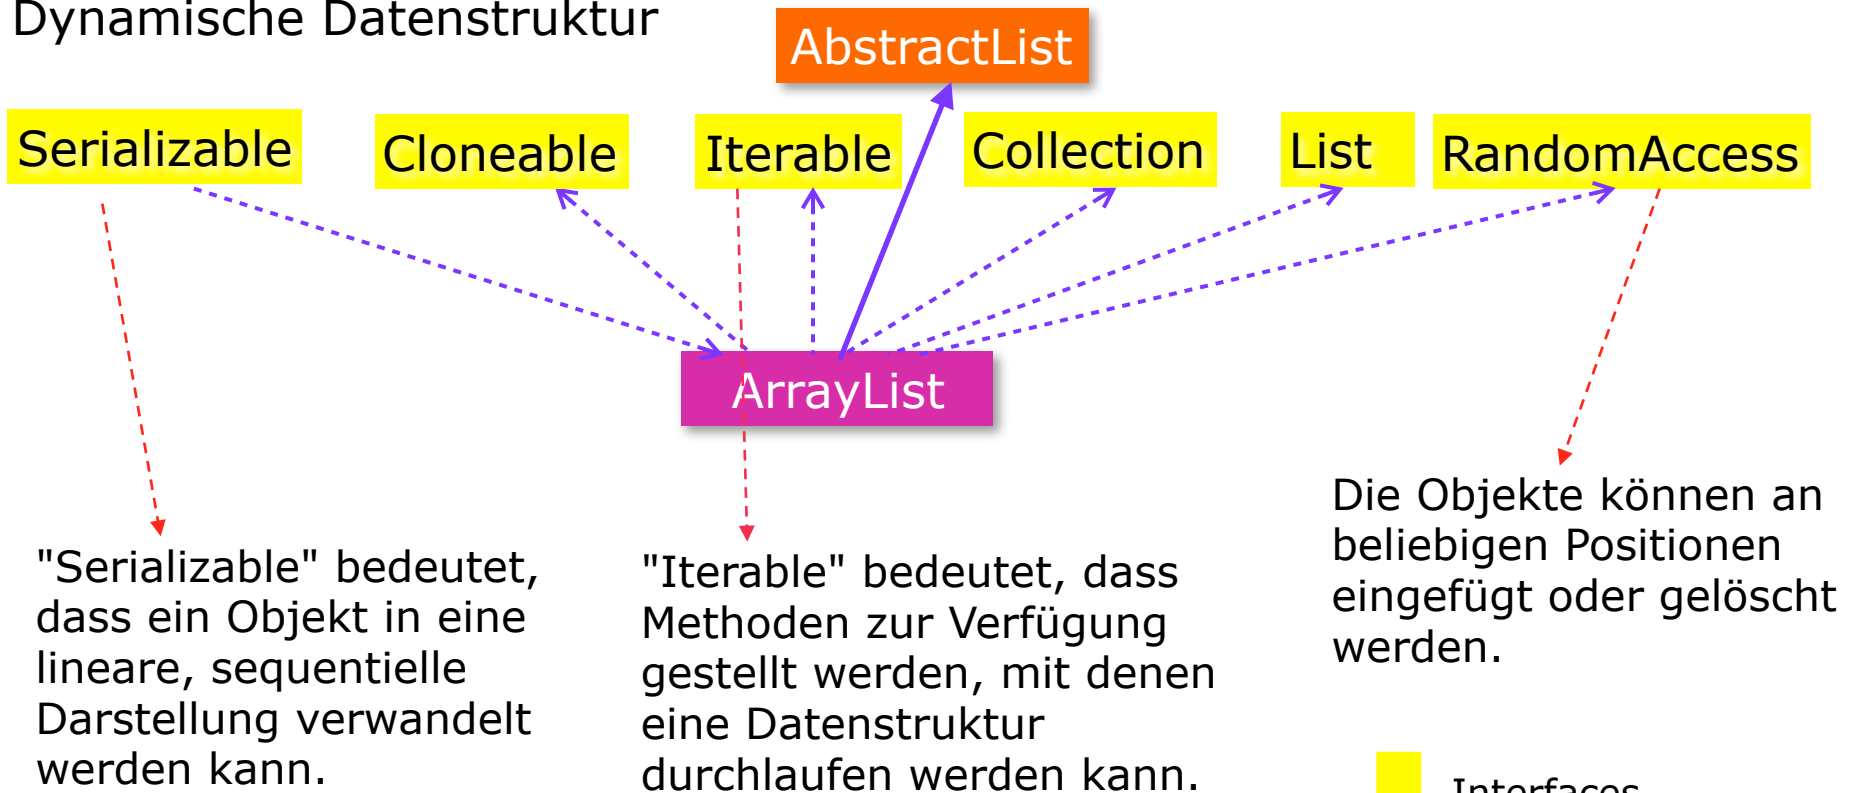 Dynamische Datenstruktur
AbstractList
Serializable
Cloneable
Iterable
Collection
List
RandomAccess
ArrayList
"Serializable" bedeutet,
dass ein Objekt in eine
lineare, sequentielle
Darstellung verwandelt
werden kann.
"Iterable" bedeutet, dass
Methoden zur Verfügung
gestellt werden, mit denen
eine Datenstruktur
durchlaufen werden kann.
Die Objekte können an
beliebigen Positionen
eingefügt oder gelöscht
werden.
Interfaces